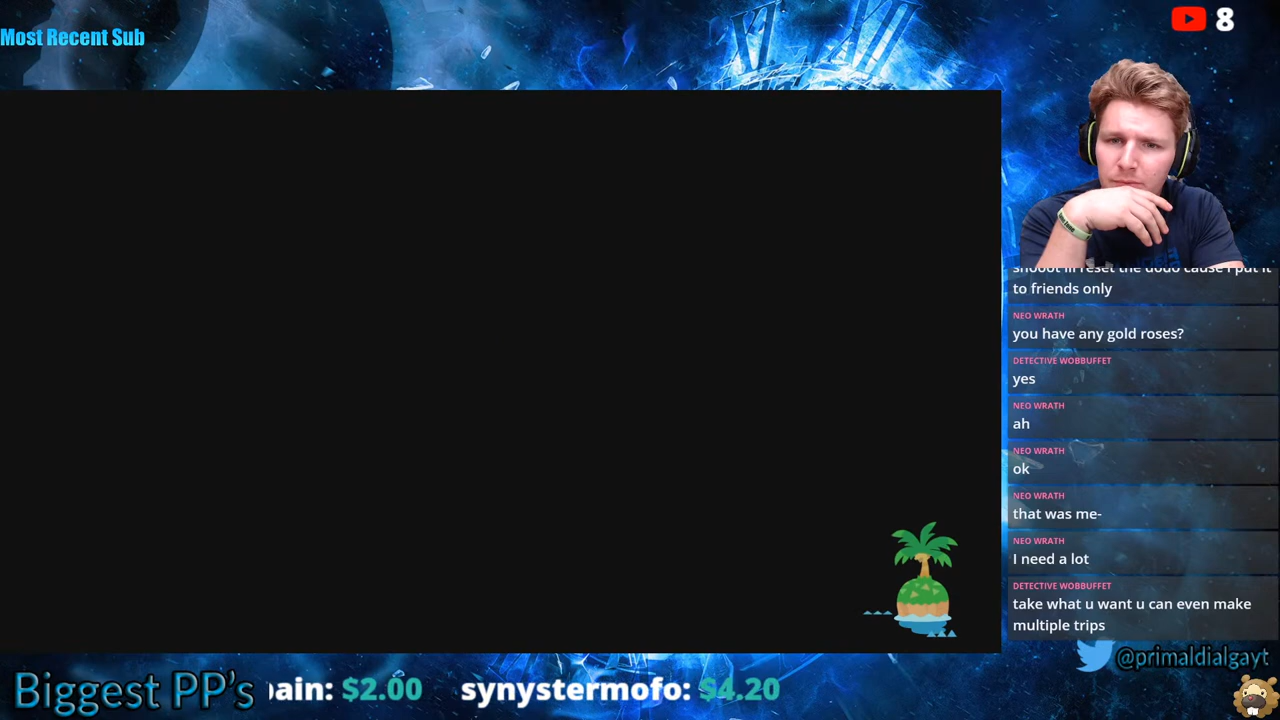 Most Recent Sub
8
to friends only
NEO WRATH
you have any gold roses?
DETECTIVE WOBBUFFET
yes
NEO WRATH
ah
NEO WRATH
ok
NEO WRATH
that was me-
NEO WRATH
I need a lot
DETECTIVE WOBBUFFET
take what u want u can even make
multiple trips
@primaldialgayt
Biggest PP's
pain: $2.00 synystermofo: $4.20